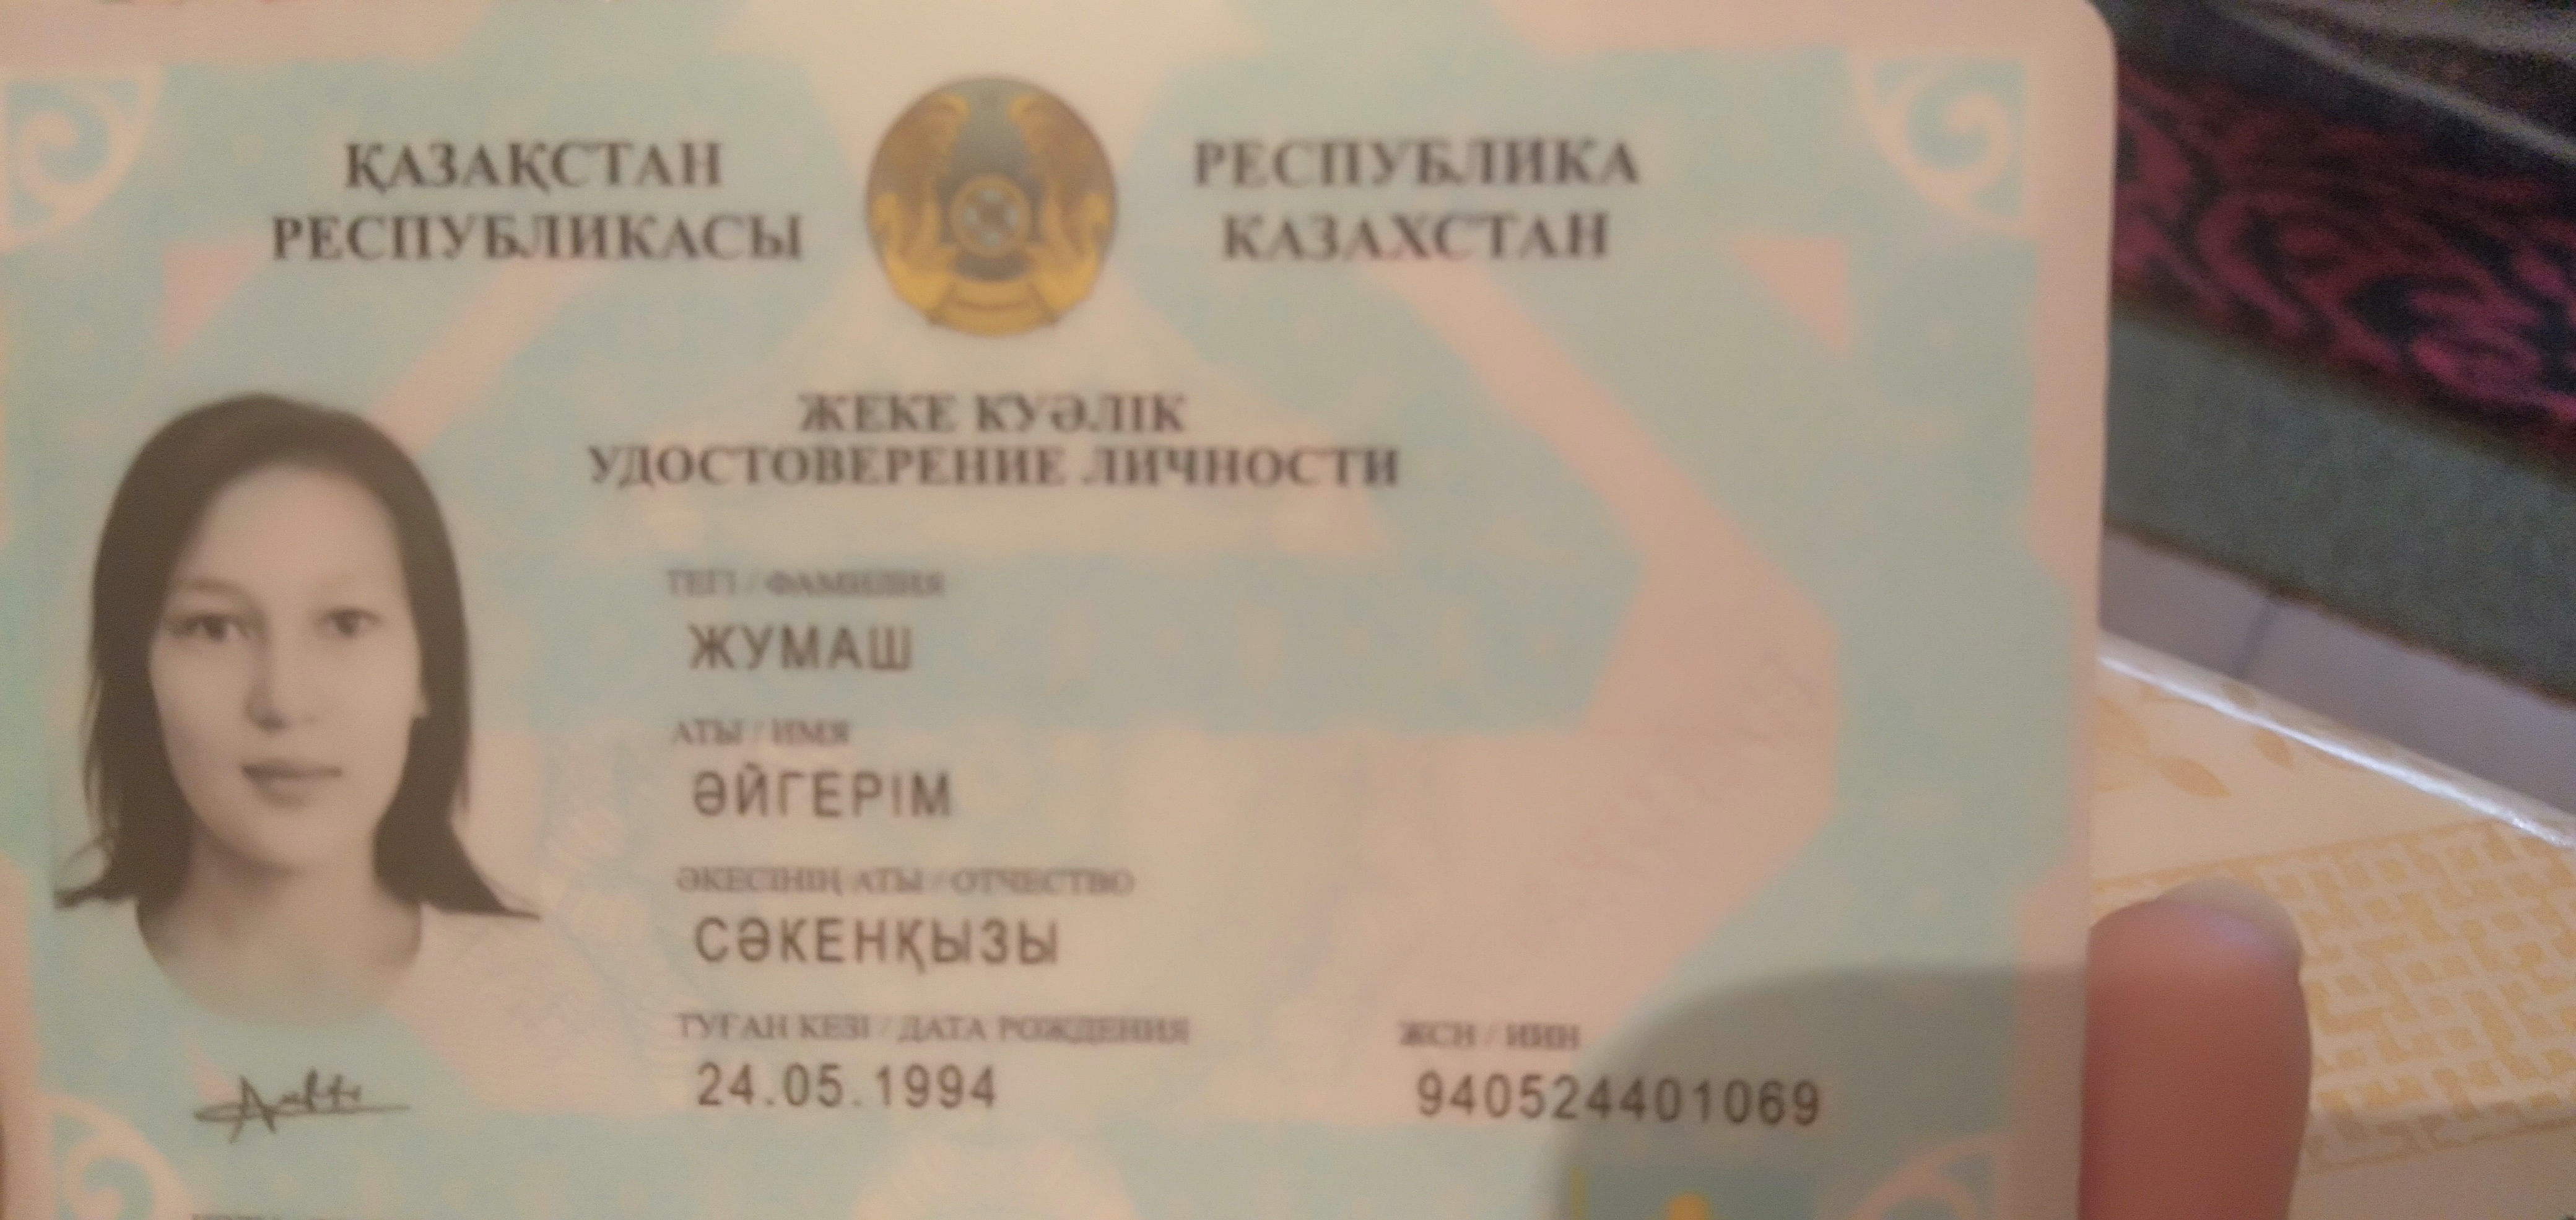 ҚАЗАҚСТАН
РЕСПУБЛИКАСЫ
РЕСПУБЛИКА
КАЗАХСТАН
ЖЕКЕ КУӘЛІК
УДОСТОВЕРЕНИЕ ЛИЧНОСТИ
ТЕГІ / ФАМИЛИЯ
ЖУМАШ
АТЫ / ИМЯ
ӘЙГЕРІМ
ӘКЕСІНІҢ АТЫ / ОТЧЕСТВО
СӘКЕНҚЫЗЫ
ТУҒАН КЕЗІ / ДАТА РОЖДЕНИЯ
24.05.1994
ЖСН / ИИН
940524401069